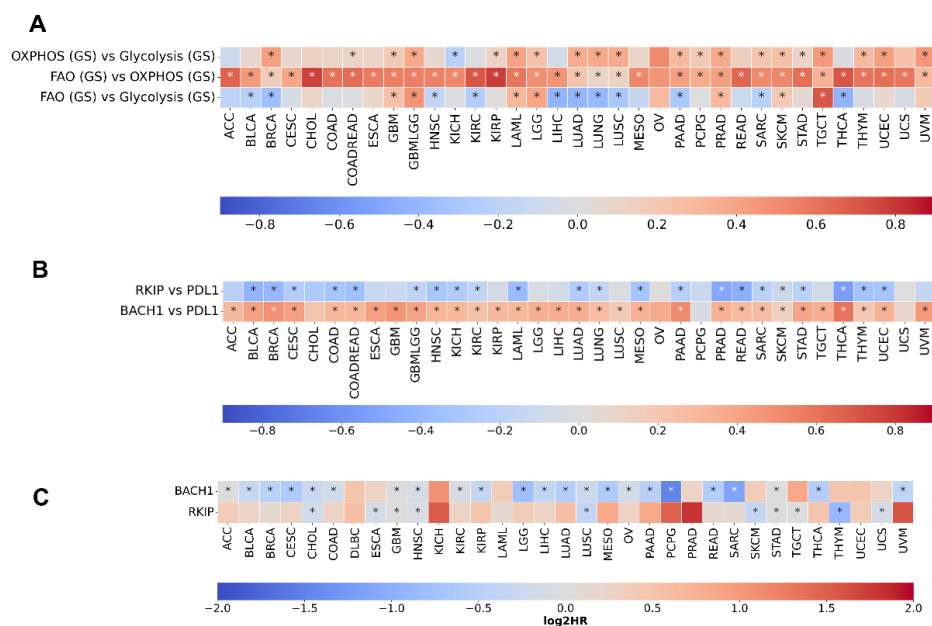 A
OXPHOS (GS) vs Glycolysis (GS)
FAO (GS) vs OXPHOS (GS)
FAO (GS) vs Glycolysis (GS)
ACC BLCA BRCA CESC CHOL COAD COADREAD ESCA GBM GBMLGG HNSC KICH KIRC KIRP LAML LGG LIHC LUAD LUNG LUSC MESO OV PAAD PCPG PRAD READ SARC SKCM STAD TGCT THCA THYM UCEC UCS UVM
−0.8 −0.6 −0.4 −0.2 0.0 0.2 0.4 0.6 0.8
B
RKIP vs PDL1
BACH1 vs PDL1
ACC BLCA BRCA CESC CHOL COAD COADREAD ESCA GBM GBMLGG HNSC KICH KIRC KIRP LAML LGG LIHC LUAD LUNG LUSC MESO OV PAAD PCPG PRAD READ SARC SKCM STAD TGCT THCA THYM UCEC UCS UVM
−0.8 −0.6 −0.4 −0.2 0.0 0.2 0.4 0.6 0.8
C
BACH1
RKIP
ACC BLCA BRCA CESC CHOL COAD DLBC ESCA GBM HNSC KICH KIRC KIRP LAML LGG LIHC LUAD LUSC MESO OV PAAD PCPG PRAD READ SARC SKCM STAD TGCT THCA THYM UCEC UCS UVM
−2.0 −1.5 −1.0 −0.5 0.0 0.5 1.0 1.5 2.0
log2HR